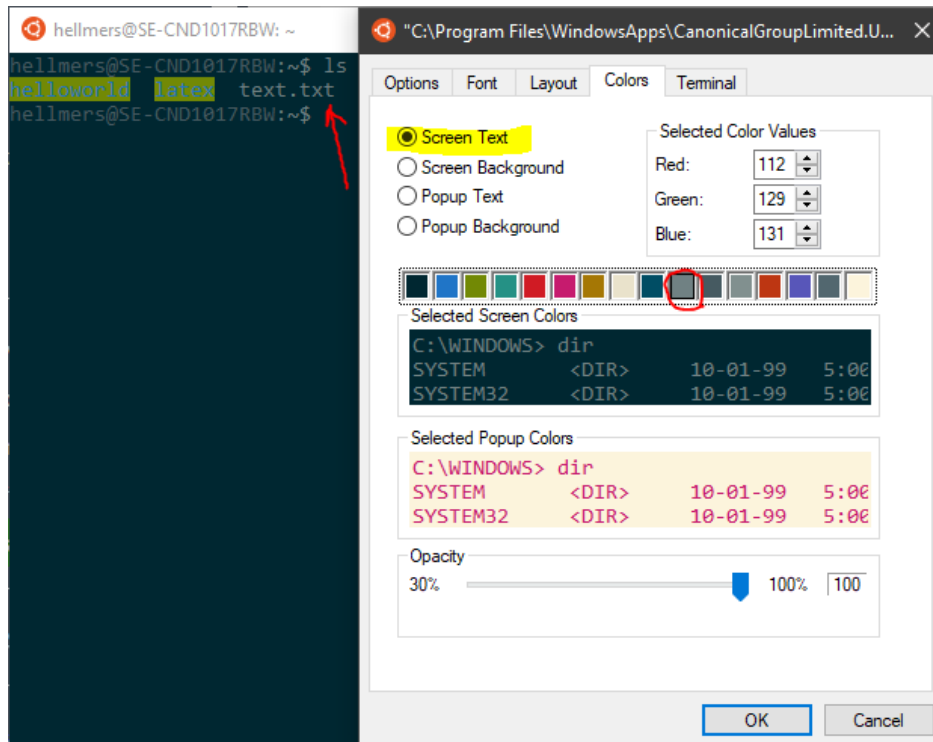 hellmers@SE-CND1017RBW: ~
hellmers@SE-CND1017RBW:~$ ls
helloworld latex text.txt
hellmers@SE-CND1017RBW:~$
"C:\Program Files\WindowsApps\CanonicalGroupLimited.U...
Options Font Layout Colors Terminal
Screen Text
Screen Background
Popup Text
Popup Background
Selected Color Values
Red: 112
Green: 129
Blue: 131
Selected Screen Colors
C:\WINDOWS> dir
SYSTEM <DIR> 10-01-99 5:00
SYSTEM32 <DIR> 10-01-99 5:00
Selected Popup Colors
C:\WINDOWS> dir
SYSTEM <DIR> 10-01-99 5:00
SYSTEM32 <DIR> 10-01-99 5:00
Opacity
30% 100% 100
OK Cancel